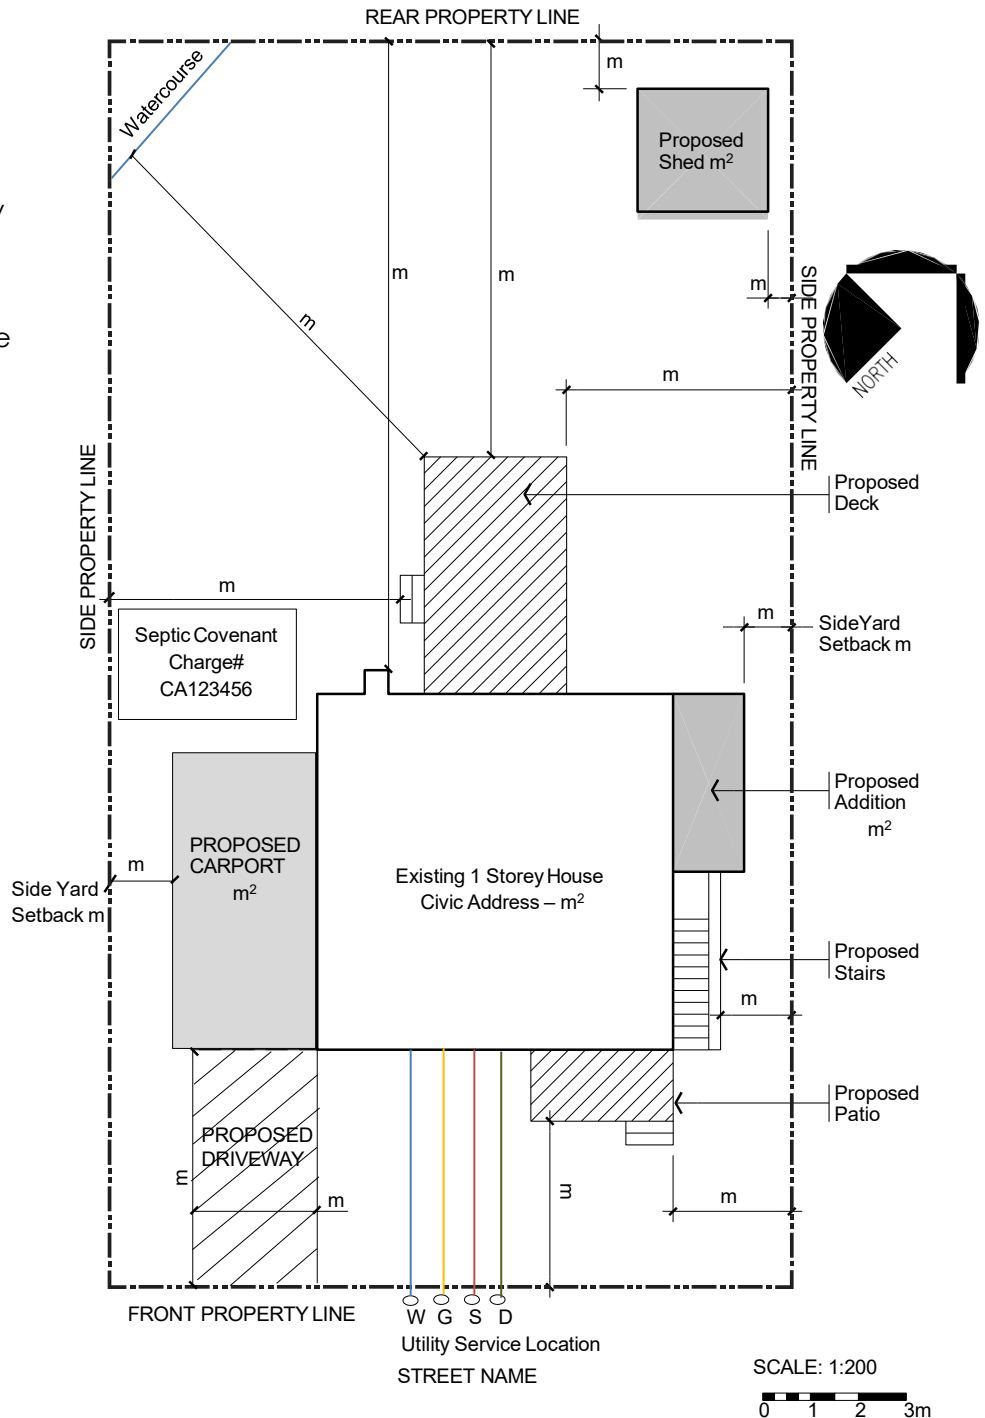 REAR PROPERTY LINE
m
Watercourse
Proposed
Shed m²
y
m
m
m
SIDE PROPERTY LINE
m
e
NORTH
m
SIDE PROPERTY LINE
Proposed
Deck
m
m
Side Yard
Setback m
Septic Covenant
Charge#
CA123456
Proposed
Addition
m²
PROPOSED
CARPORT
m²
m
Side Yard
Setback m
Existing 1 Storey House
Civic Address – m²
Proposed
Stairs
m
Proposed
Patio
PROPOSED
DRIVEWAY
m
m
m
m
FRONT PROPERTY LINE
W G S D
Utility Service Location
STREET NAME
SCALE: 1:200
0 1 2 3m